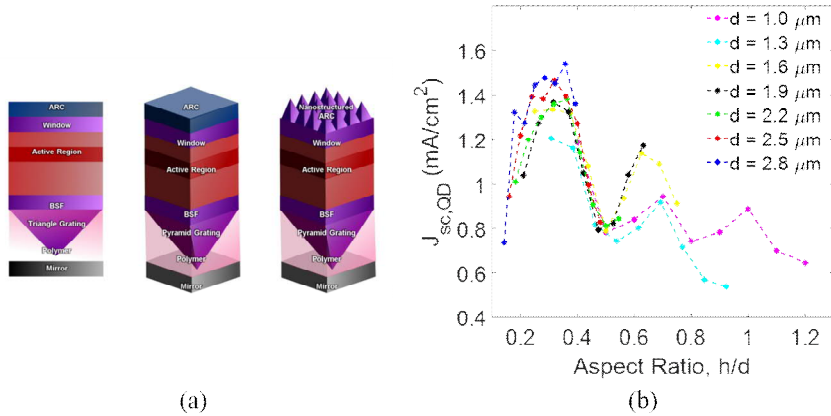 ARC
Window
Active Region
BSF
Triangle Grating
Polymer
Mirror
ARC
Window
Active Region
BSF
Pyramid Grating
Polymer
Mirror
Nanostructured
ARC
Window
Active Region
BSF
Pyramid Grating
Polymer
Mirror
(a)
J_sc,QD (mA/cm²)
1.6
1.4
1.2
1
0.8
0.6
0.4
0.2 0.4 0.6 0.8 1 1.2
Aspect Ratio, h/d
d = 1.0 μm
d = 1.3 μm
d = 1.6 μm
d = 1.9 μm
d = 2.2 μm
d = 2.5 μm
d = 2.8 μm
(b)